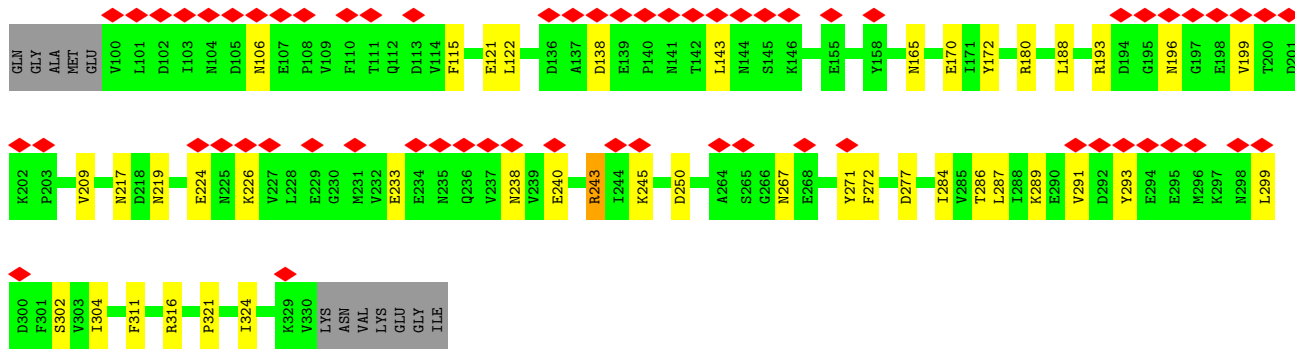 GLN GLY ALA MET GLU V100 L101 D102 I103 N104 D105 N106 E107 P108 V109 F110 T111 Q112 D113 V114 F115 E121 L122 D136 A137 D138 E139 P140 N141 T142 L143 N144 S145 K146 E155 Y158 N165 E170 I171 Y172 R180 L188 R193 D194 G195 N196 G197 E198 V199 T200 D201
K202 P203 V209 N217 D218 N219 E224 N225 K226 V227 L228 E229 G230 M231 V232 E233 E234 N235 Q236 V237 N238 V239 E240 R243 I244 K245 D250 A264 S265 G266 N267 E268 Y271 F272 D277 I284 V285 T286 L287 I288 K289 E290 V291 D292 Y293 E294 E295 M296 K297 N298 L299
D300 F301 S302 V303 I304 F311 R316 P321 I324 K329 V330 LYS ASN VAL LYS GLU GLY ILE